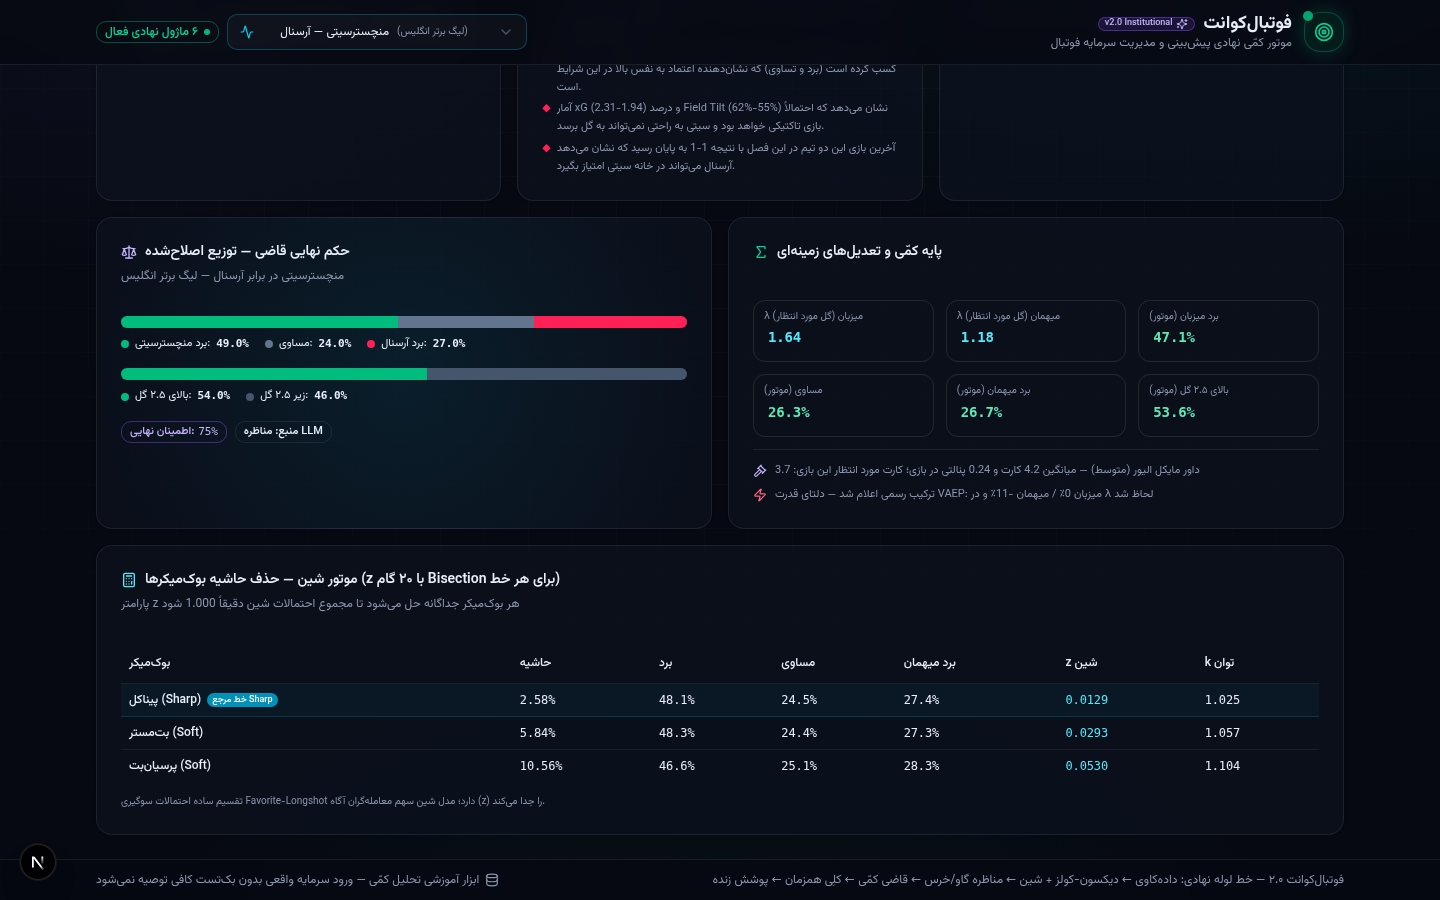 فوتبال‌کوانت
v2.0 Institutional
موتور کمّی نهادی پیش‌بینی و مدیریت سرمایه فوتبال
منچسترسیتی — آرسنال (لیگ برتر انگلیس)
۶ ماژول نهادی فعال
کسب کرده است (برد و تساوی) که نشان‌دهنده اعتماد به نفس بالا در این شرایط
است.
آمار xG (2.31-1.94) و درصد Field Tilt (62%-55%) نشان می‌دهد که احتمالاً
بازی تاکتیکی خواهد بود و سیتی به راحتی نمی‌تواند به گل برسد.
آخرین بازی این دو تیم در این فصل با نتیجه 1-1 به پایان رسید که نشان می‌دهد
آرسنال می‌تواند در خانه سیتی امتیاز بگیرد.
پایه کمّی و تعدیل‌های زمینه‌ای
برد میزبان (موتور)
47.1%
λ میهمان (گل مورد انتظار)
1.18
λ میزبان (گل مورد انتظار)
1.64
بالای ۲.۵ گل (موتور)
53.6%
برد میهمان (موتور)
26.7%
مساوی (موتور)
26.3%
داور مایکل الیور (متوسط) — میانگین 4.2 کارت و 0.24 پنالتی در بازی؛ کارت مورد انتظار این بازی: 3.7
ترکیب رسمی اعلام شد — دلتای قدرت VAEP: میزبان 0٪ / میهمان -11٪ و در λ لحاظ شد
حکم نهایی قاضی — توزیع اصلاح‌شده
منچسترسیتی در برابر آرسنال — لیگ برتر انگلیس
برد منچسترسیتی: 49.0% مساوی: 24.0% برد آرسنال: 27.0%
بالای ۲.۵ گل: 54.0% زیر ۲.۵ گل: 46.0%
اطمینان نهایی: 75% منبع: مناظره LLM
موتور شین — حذف حاشیه بوک‌میکرها (z با ۲۰ گام Bisection برای هر خط)
پارامتر z هر بوک‌میکر جداگانه حل می‌شود تا مجموع احتمالات شین دقیقاً 1.000 شود
بوک‌میکر حاشیه برد مساوی برد میهمان شین z توان k
پیناکل (Sharp) خط مرجع Sharp 2.58% 48.1% 24.5% 27.4% 0.0129 1.025
بت‌مستر (Soft) 5.84% 48.3% 24.4% 27.3% 0.0293 1.057
پرسیان‌بت (Soft) 10.56% 46.6% 25.1% 28.3% 0.0530 1.104
تقسیم ساده احتمالات سوگیری Favorite-Longshot دارد؛ مدل شین سهم معامله‌گران آگاه (z) را جدا می‌کند.
فوتبال‌کوانت ۲.۰ — خط لوله نهادی: داده‌کاوی ← دیکسون-کولز + شین ← مناظره گاو/خرس ← قاضی کمّی ← کلی همزمان ← پوشش زنده
ابزار آموزشی تحلیل کمّی — ورود سرمایه واقعی بدون بک‌تست کافی توصیه نمی‌شود
N